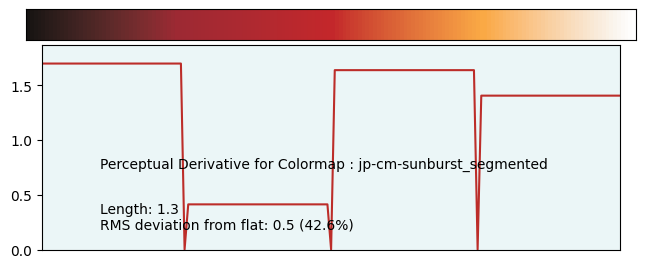 1.5
1.0
0.5
0.0
Perceptual Derivative for Colormap : jp-cm-sunburst_segmented
Length: 1.3
RMS deviation from flat: 0.5 (42.6%)